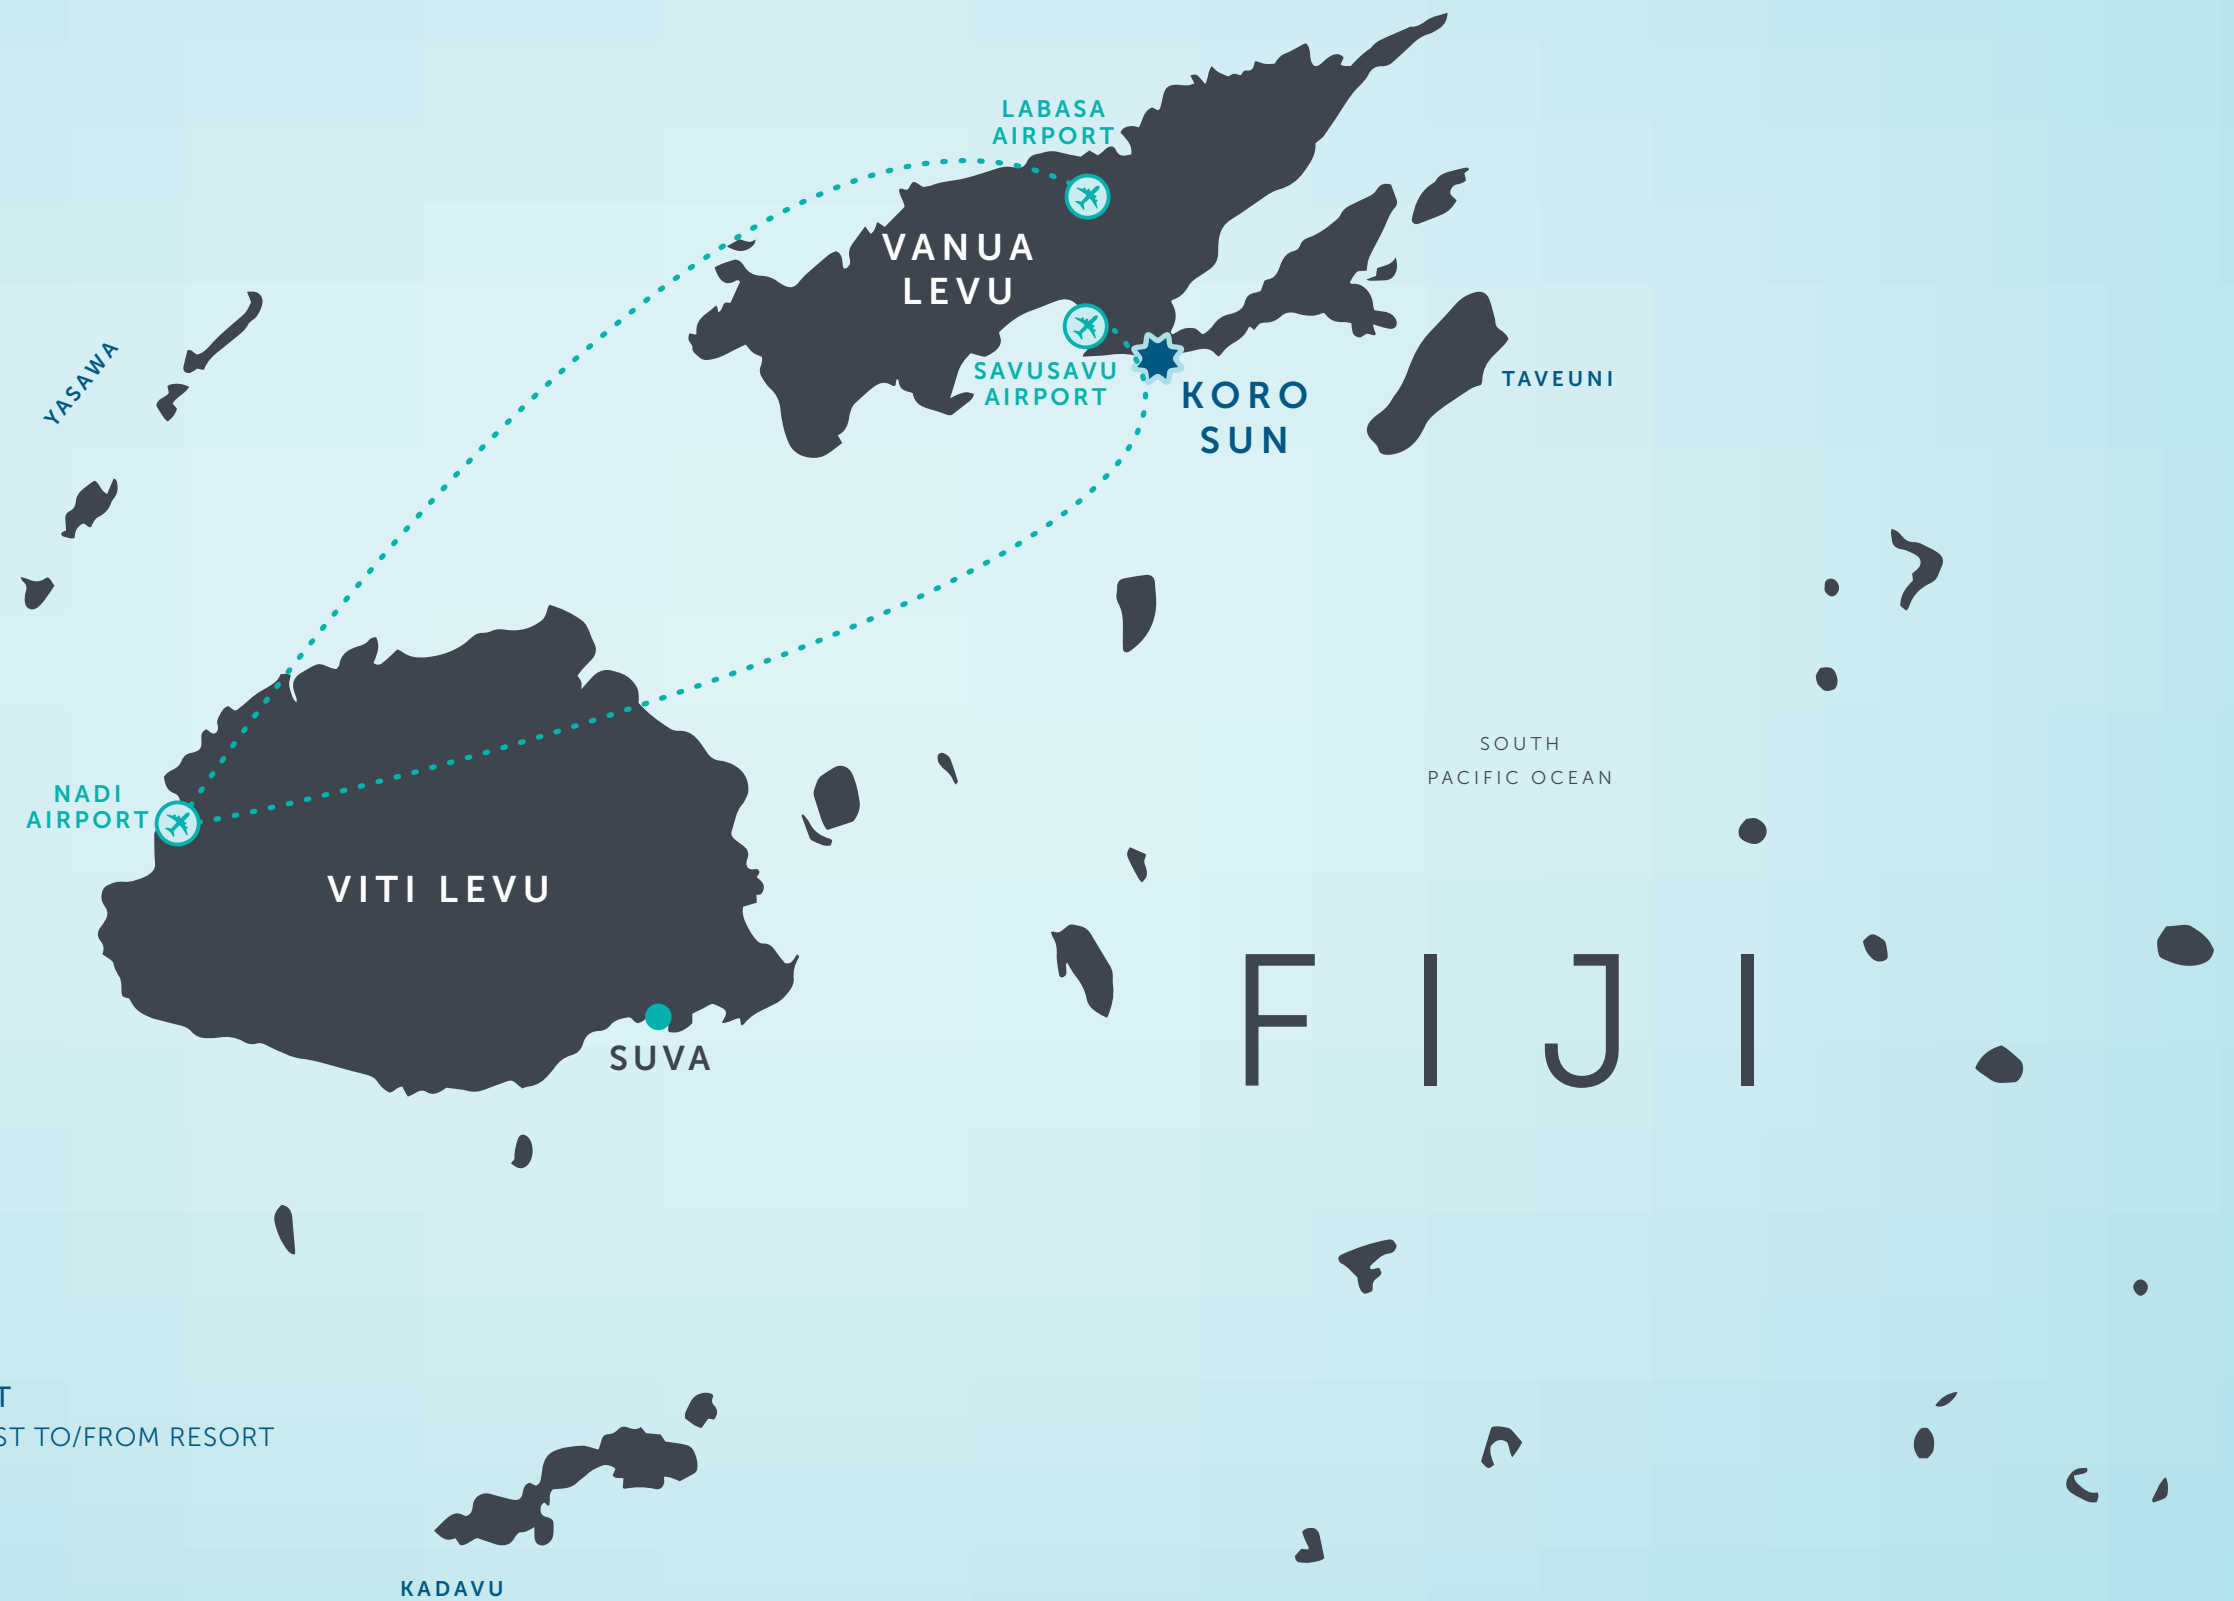 LABASA
AIRPORT
VANUA
LEVU
SAVUSAVU
AIRPORT
KORO
SUN
TAVEUNI
YASAWA
SOUTH
PACIFIC OCEAN
NADI
AIRPORT
VITI LEVU
SUVA
FIJI
T
ST TO/FROM RESORT
KADAVU